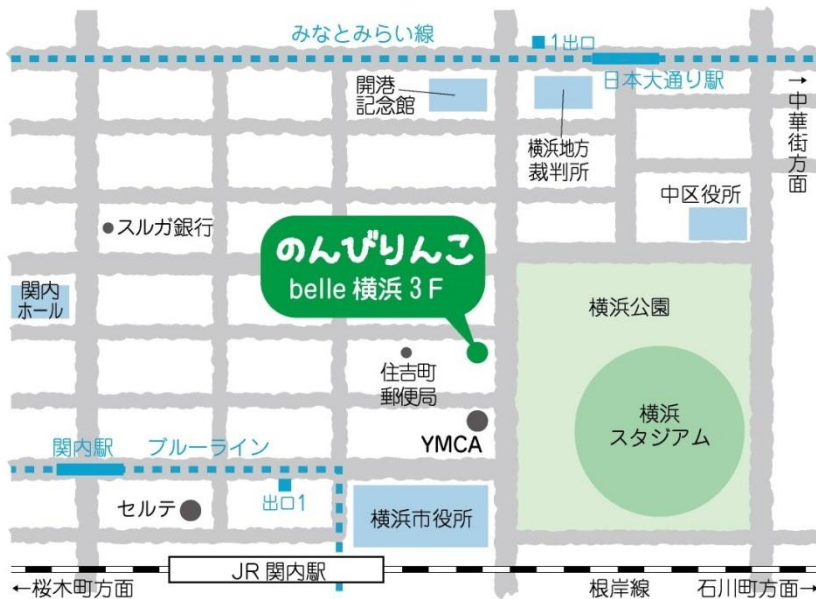 みなとみらい線
1出口
日本大通り駅
開港
記念館
横浜地方
裁判所
→中華街方面
中区役所
スルガ銀行
のんびりんこ
belle 横浜 3F
関内
ホール
横浜公園
住吉町
郵便局
横浜
スタジアム
YMCA
関内駅
ブルーライン
出口1
セルテ
横浜市役所
JR 関内駅
←桜木町方面
根岸線
石川町方面→